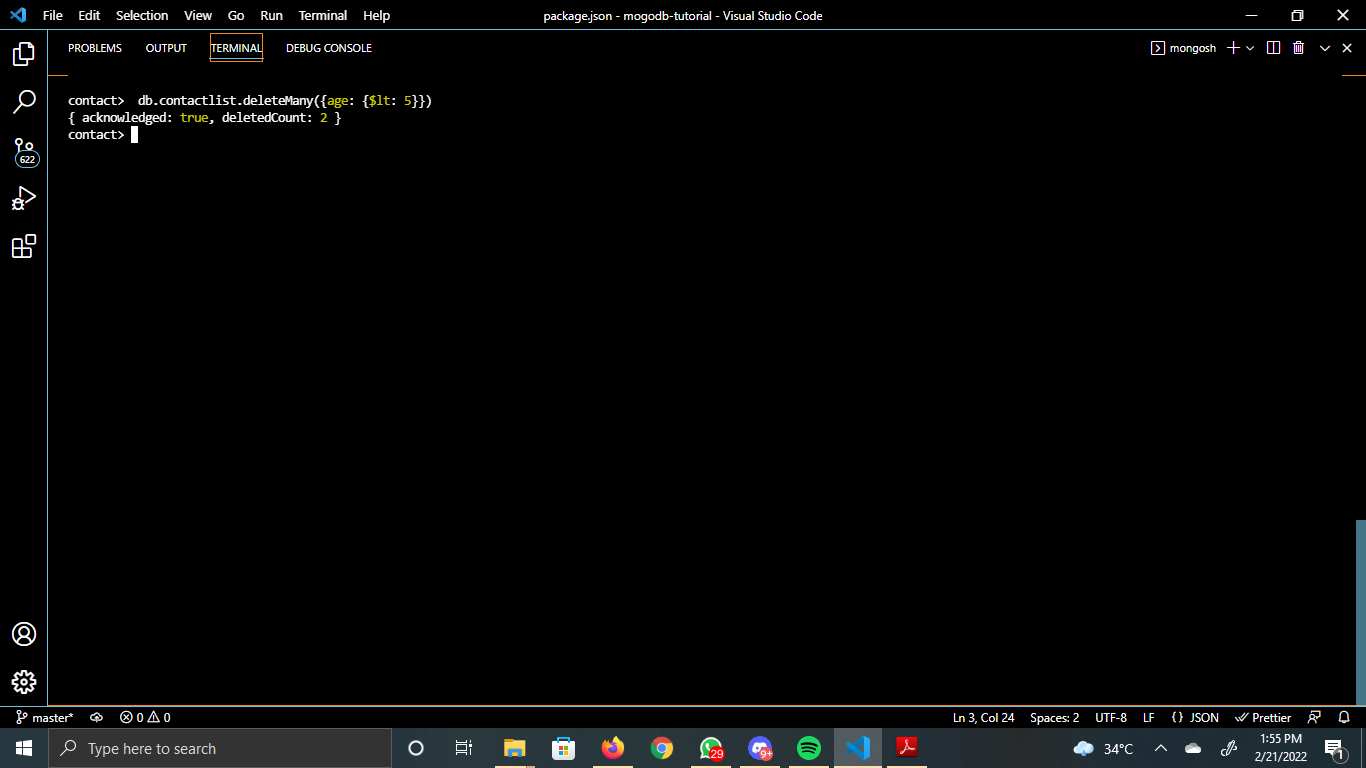 File Edit Selection View Go Run Terminal Help
package.json - mogodb-tutorial - Visual Studio Code
PROBLEMS OUTPUT TERMINAL DEBUG CONSOLE
mongosh
contact>  db.contactlist.deleteMany({age: {$lt: 5}})
{ acknowledged: true, deletedCount: 2 }
contact>
622
master* 0 0
Ln 3, Col 24 Spaces: 2 UTF-8 LF {} JSON Prettier
Type here to search
29
9+
34°C
1:55 PM
2/21/2022
1